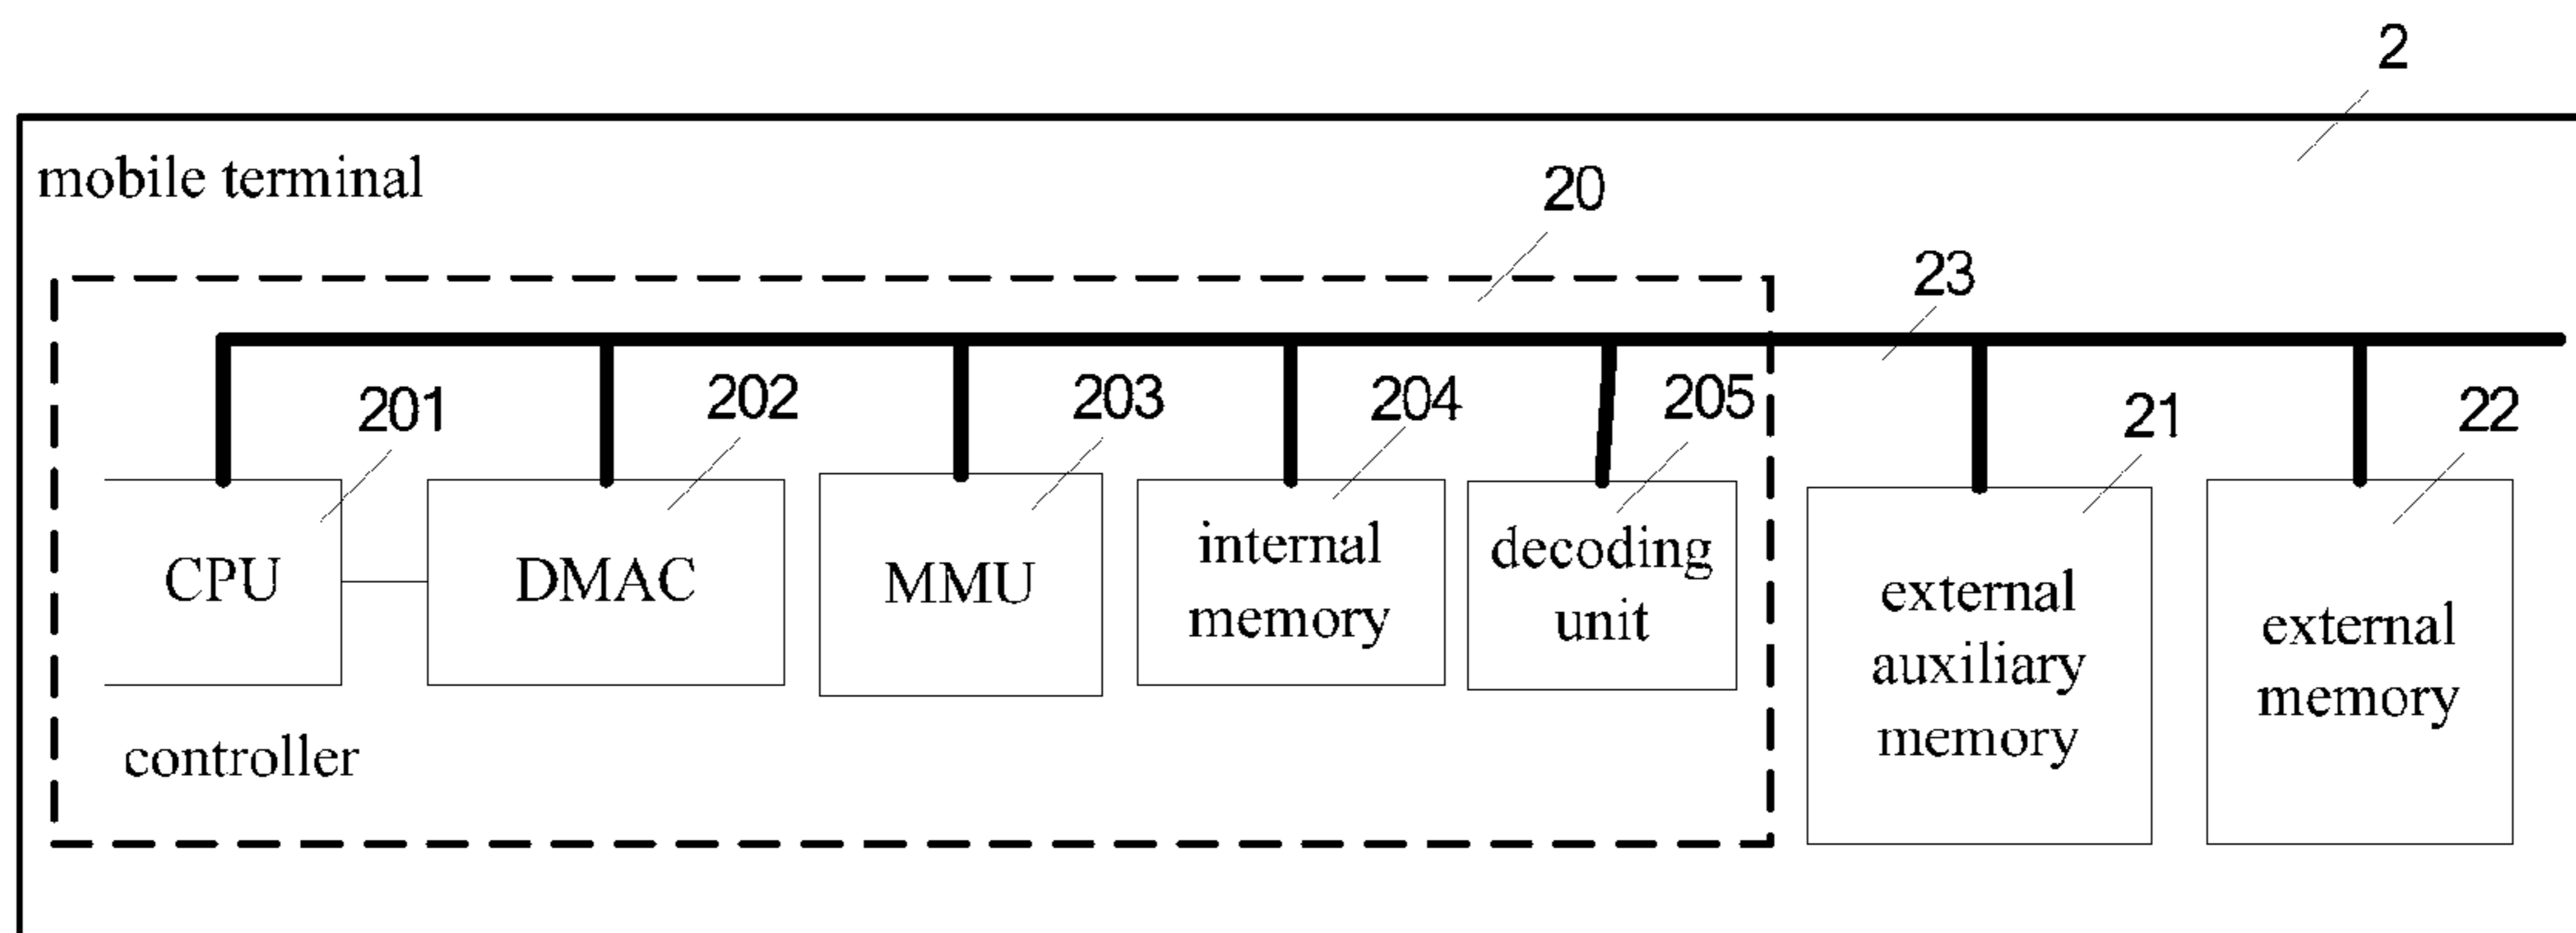 2
mobile terminal
20
23
201
202
203
204
205
21
22
CPU
DMAC
MMU
internal
memory
decoding
unit
external
auxiliary
memory
external
memory
controller